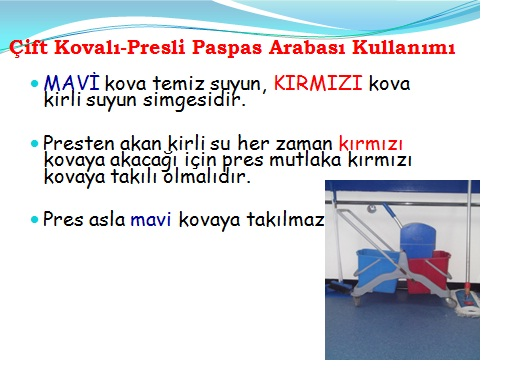 Çift Kovalı-Presli Paspas Arabası Kullanımı
MAVİ kova temiz suyun, KIRMIZI kova
kirli suyun simgesidir.
Presten akan kirli su her zaman kırmızı
kovaya akacağı için pres mutlaka kırmızı
kovaya takılı olmalıdır.
Pres asla mavi kovaya takılmaz